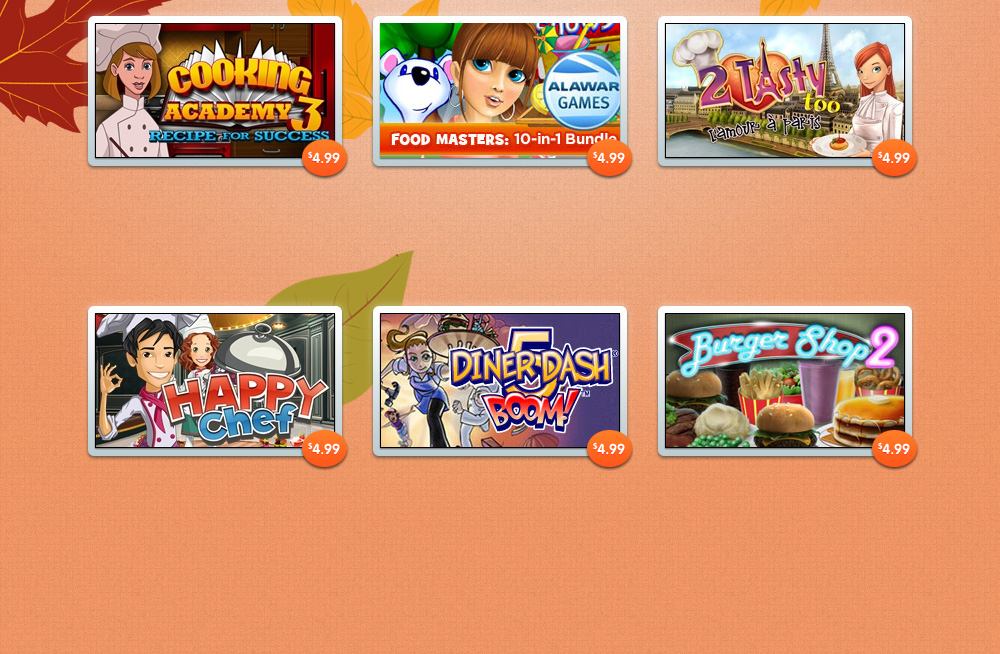 COOKING
ACADEMY 3
RECIPE FOR SUCCESS
$4.99
ALAWAR
GAMES
FOOD MASTERS: 10-in-1 Bundle
$4.99
2 TASTY
too
l'amour à paris
$4.99
HAPPY
Chef
$4.99
5
DINER DASH®
BOOM!™
$4.99
Burger Shop 2
$4.99